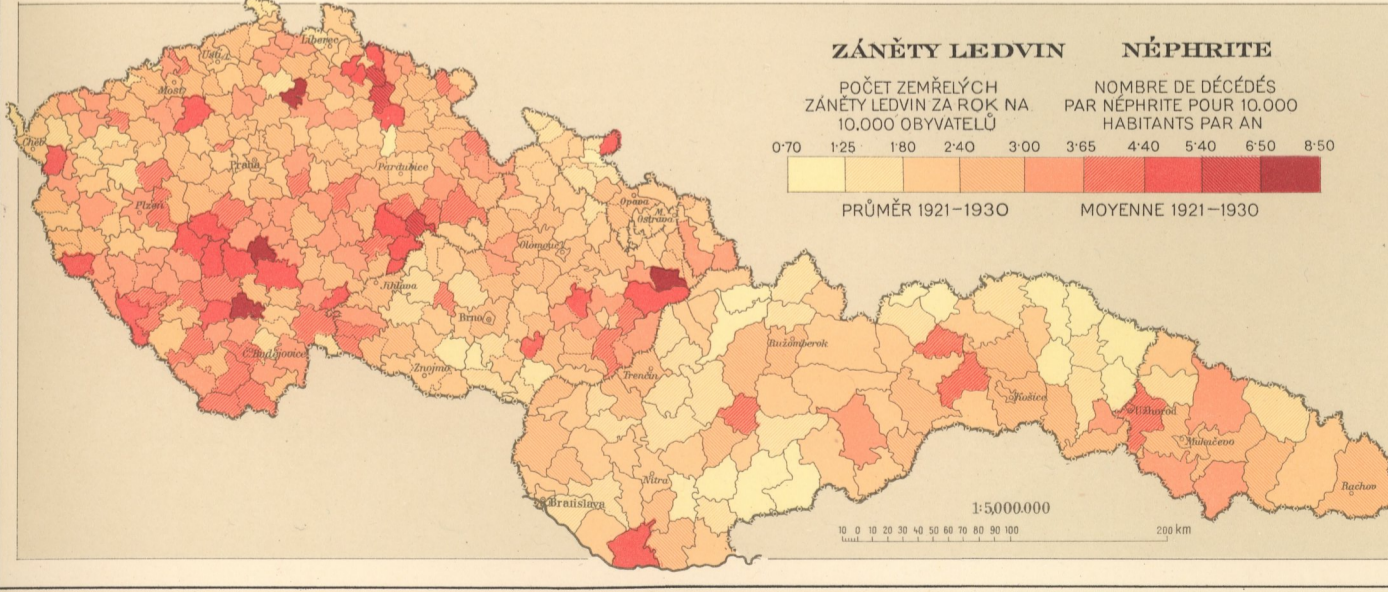 ZÁNĚTY LEDVIN
NÉPHRITE
POČET ZEMŘELÝCH
ZÁNĚTY LEDVIN ZA ROK NA
10.000 OBYVATELŮ
NOMBRE DE DÉCÉDÉS
PAR NÉPHRITE POUR 10.000
HABITANTS PAR AN
0·70 1·25 1·80 2·40 3·00 3·65 4·40 5·40 6·50 8·50
PRŮMĚR 1921–1930
MOYENNE 1921–1930
Liberec
Ústí
Most
Cheb
Praha
Pardubice
Plzeň
Opava
M. Ostrava
Olomouc
Jihlava
Brno
Č. Budějovice
Znojmo
Trenčín
Ružomberok
Košice
Užhorod
Mukačevo
Rachov
Nitra
Bratislava
1:5,000.000
10 0 10 20 30 40 50 60 70 80 90 100 200 km